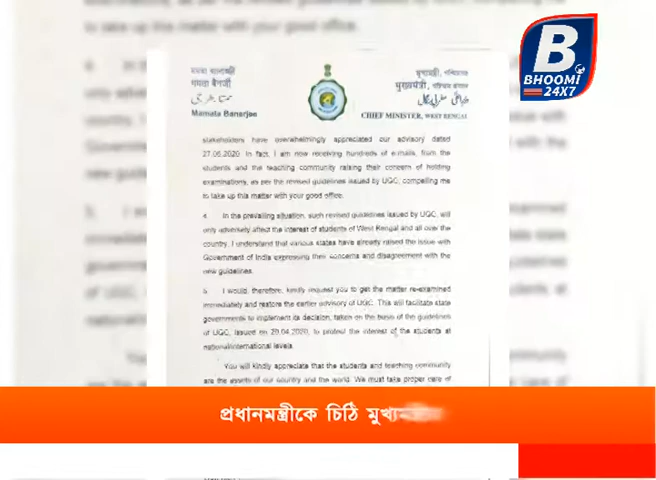 BHOOMI
24X7
মমতা ব্যানার্জী
ममता बैनर्जी
Mamata Banerjee
মুখ্যমন্ত্রী, পশ্চিমবঙ্গ
मुख्यमंत्री, पश्चिम बंगाल
CHIEF MINISTER, WEST BENGAL
stakeholders have overwhelmingly appreciated our advisory dated
27.06.2020. In fact, I am now receiving hundreds of e.mails, from the
students and the teaching community raising their concern of holding
examinations, as per the revised guidelines issued by UGC, compelling me
to take up this matter with your good office.
4. In the prevailing situation, such revised guidelines issued by UGC, will
only adversely affect the interest of students of West Bengal and all over the
country. I understand that various states have already raised the issue with
Government of India expressing their concerns and disagreement with the
new guidelines.
5. I would, therefore, kindly request you to get the matter re-examined
immediately and restore the earlier advisory of UGC. This will facilitate state
governments to implement its decision, taken on the basis of the guidelines
of UGC, issued on 29.04.2020, to protect the interest of the students at
national/international levels.
You will kindly appreciate that the students and teaching community
are the assets of our country and the world. We must take proper care of
প্রধানমন্ত্রীকে চিঠি